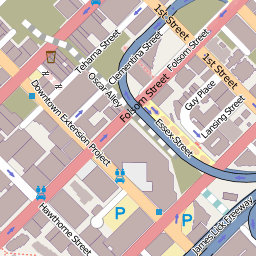 1st Street
Tehama Street
Clementina Street
Folsom Street
Oscar Alley
1st Street
Guy Place
Folsom Street
Lansing Street
Essex Street
Downtown Extension Project
Hawthorne Street
P
P
James Lick Freeway